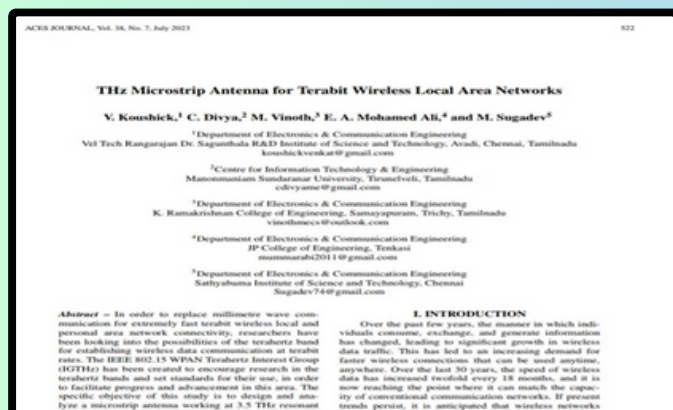 ACES JOURNAL, Vol. 38, No. 7, July 2023
522
THz Microstrip Antenna for Terabit Wireless Local Area Networks
V. Koushick,1 C. Divya,2 M. Vinoth,3 E. A. Mohamed Ali,4 and M. Sugadev5
1Department of Electronics & Communication Engineering
Vel Tech Rangarajan Dr. Sagunthala R&D Institute of Science and Technology, Avadi, Chennai, Tamilnadu
koushickvenkat@gmail.com
2Centre for Information Technology & Engineering
Manonmaniam Sundaranar University, Tirunelveli, Tamilnadu
cdivyame@gmail.com
3Department of Electronics & Communication Engineering
K. Ramakrishnan College of Engineering, Samayapuram, Trichy, Tamilnadu
vinothmecs@outlook.com
4Department of Electronics & Communication Engineering
JP College of Engineering, Tenkasi
mummarabi2011@gmail.com
5Department of Electronics & Communication Engineering
Sathyabama Institute of Science and Technology, Chennai
Sugadev74@gmail.com
Abstract – In order to replace millimetre wave com-
munication for extremely fast terabit wireless local and
personal area network connectivity, researchers have
been looking into the possibilities of the terahertz band
for establishing wireless data communication at terabit
rates. The IEEE 802.15 WPAN Terahertz Interest Group
(IGTHz) has been created to encourage research in the
terahertz bands and set standards for their use, in order
to facilitate progress and advancement in this area. The
specific objective of this study is to design and ana-
lyze a microstrip antenna working at 3.5 THz resonant
I. INTRODUCTION
Over the past few years, the manner in which indi-
viduals consume, exchange, and generate information
has changed, leading to significant growth in wireless
data traffic. This has led to an increasing demand for
faster wireless connections that can be used anytime,
anywhere. Over the last 30 years, the speed of wireless
data has increased twofold every 18 months, and it is
now reaching the point where it can match the capac-
ity of conventional communication networks. If present
trends persist, it is anticipated that wireless networks